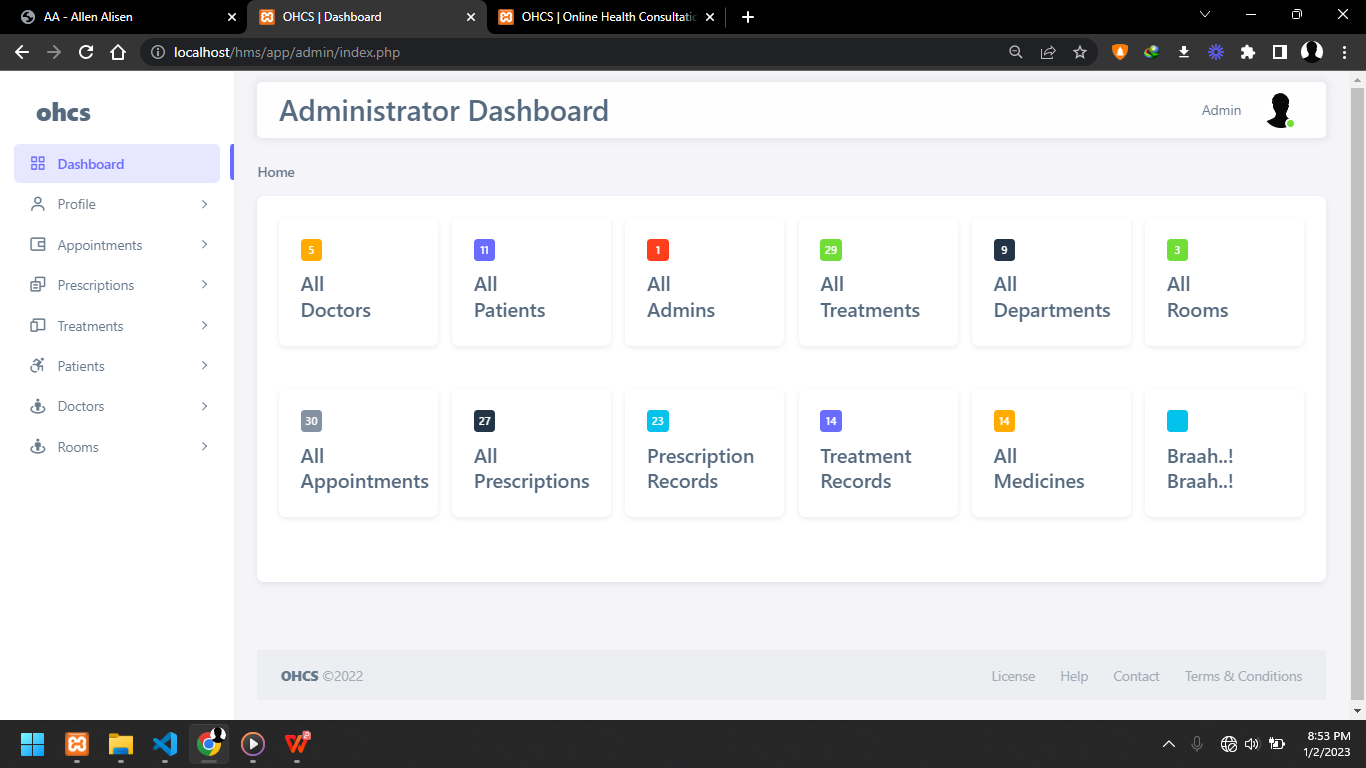 AA - Allen Alisen
OHCS | Dashboard
OHCS | Online Health Consultatic
localhost/hms/app/admin/index.php
ohcs
Administrator Dashboard
Admin
Dashboard
Profile
Appointments
Prescriptions
Treatments
Patients
Doctors
Rooms
Home
5
All
Doctors
11
All
Patients
1
All
Admins
29
All
Treatments
9
All
Departments
3
All
Rooms
30
All
Appointments
27
All
Prescriptions
23
Prescription
Records
14
Treatment
Records
14
All
Medicines
Braah..!
Braah..!
OHCS ©2022
License Help Contact Terms & Conditions
8:53 PM
1/2/2023